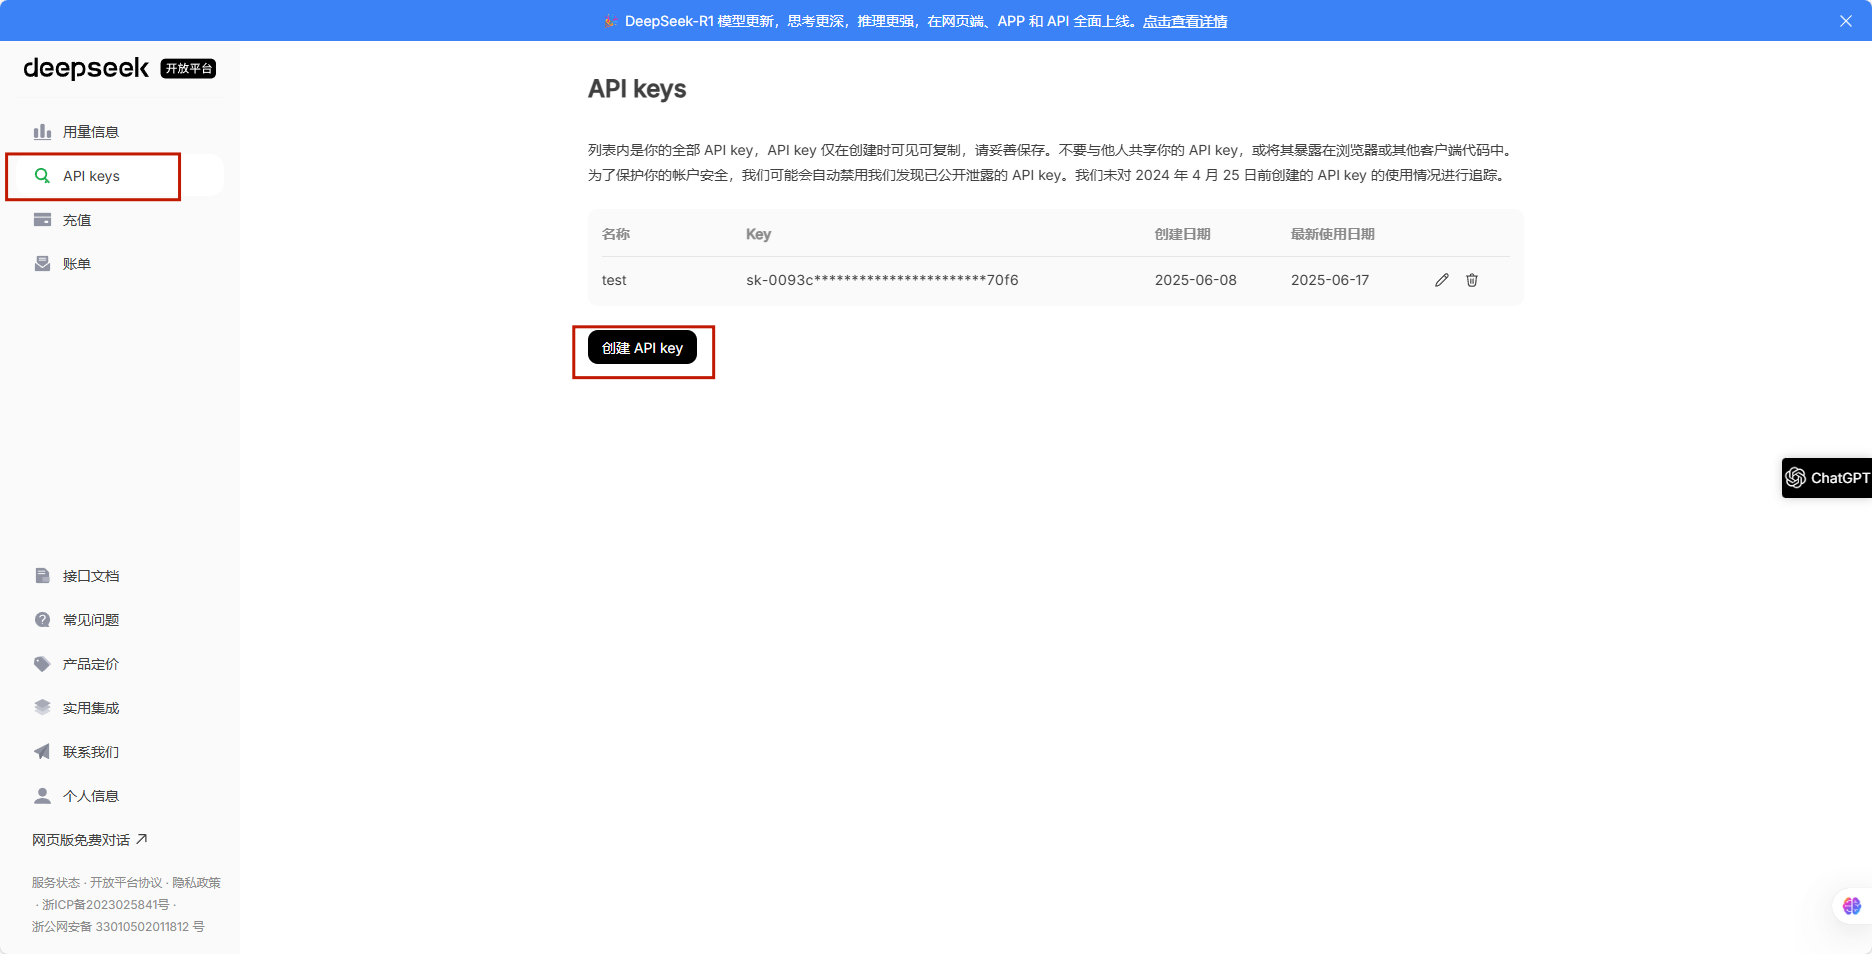 DeepSeek-R1 模型更新，思考更深，推理更强，在网页端、APP 和 API 全面上线。点击查看详情
deepseek 开放平台
用量信息
API keys
充值
账单
接口文档
常见问题
产品定价
实用集成
联系我们
个人信息
网页版免费对话
服务状态 · 开放平台协议 · 隐私政策
· 浙ICP备2023025841号 ·
浙公网安备 33010502011812 号
API keys
列表内是你的全部 API key，API key 仅在创建时可见可复制，请妥善保存。不要与他人共享你的 API key，或将其暴露在浏览器或其他客户端代码中。
为了保护你的帐户安全，我们可能会自动禁用我们发现已公开泄露的 API key。我们未对 2024 年 4 月 25 日前创建的 API key 的使用情况进行追踪。
名称 Key 创建日期 最新使用日期
test sk-0093c***********************70f6 2025-06-08 2025-06-17
创建 API key
ChatGPT